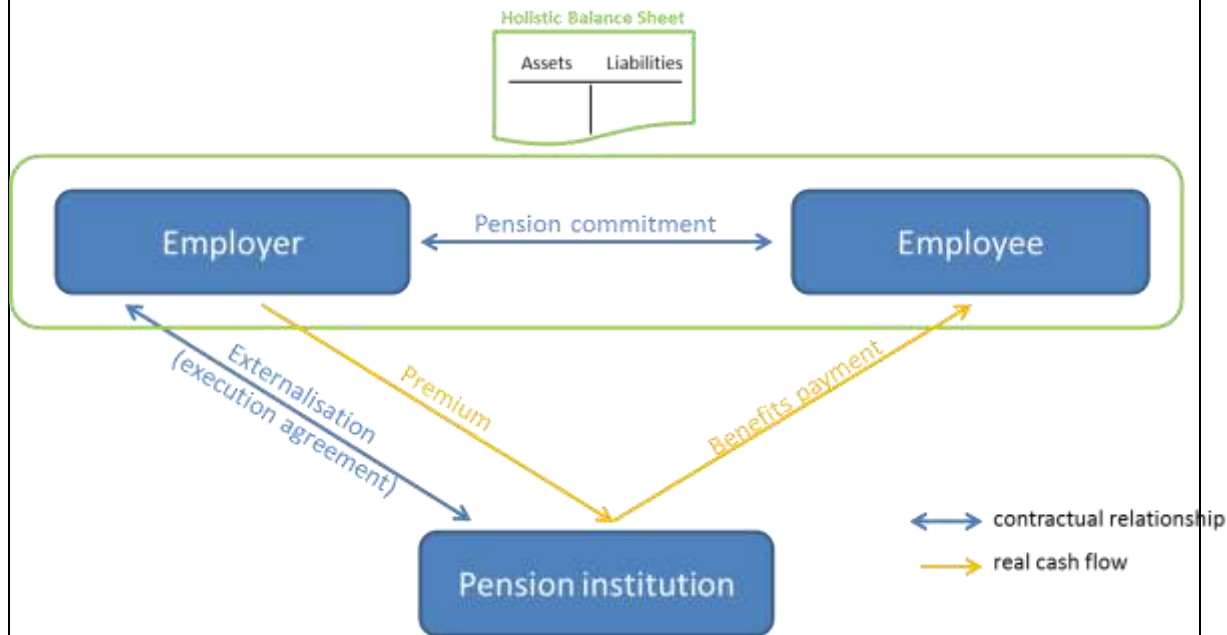 Holistic Balance Sheet
Assets Liabilities
Employer
Pension commitment
Employee
Externalisation
(execution agreement)
Premium
Benefits payment
Pension institution
contractual relationship
real cash flow